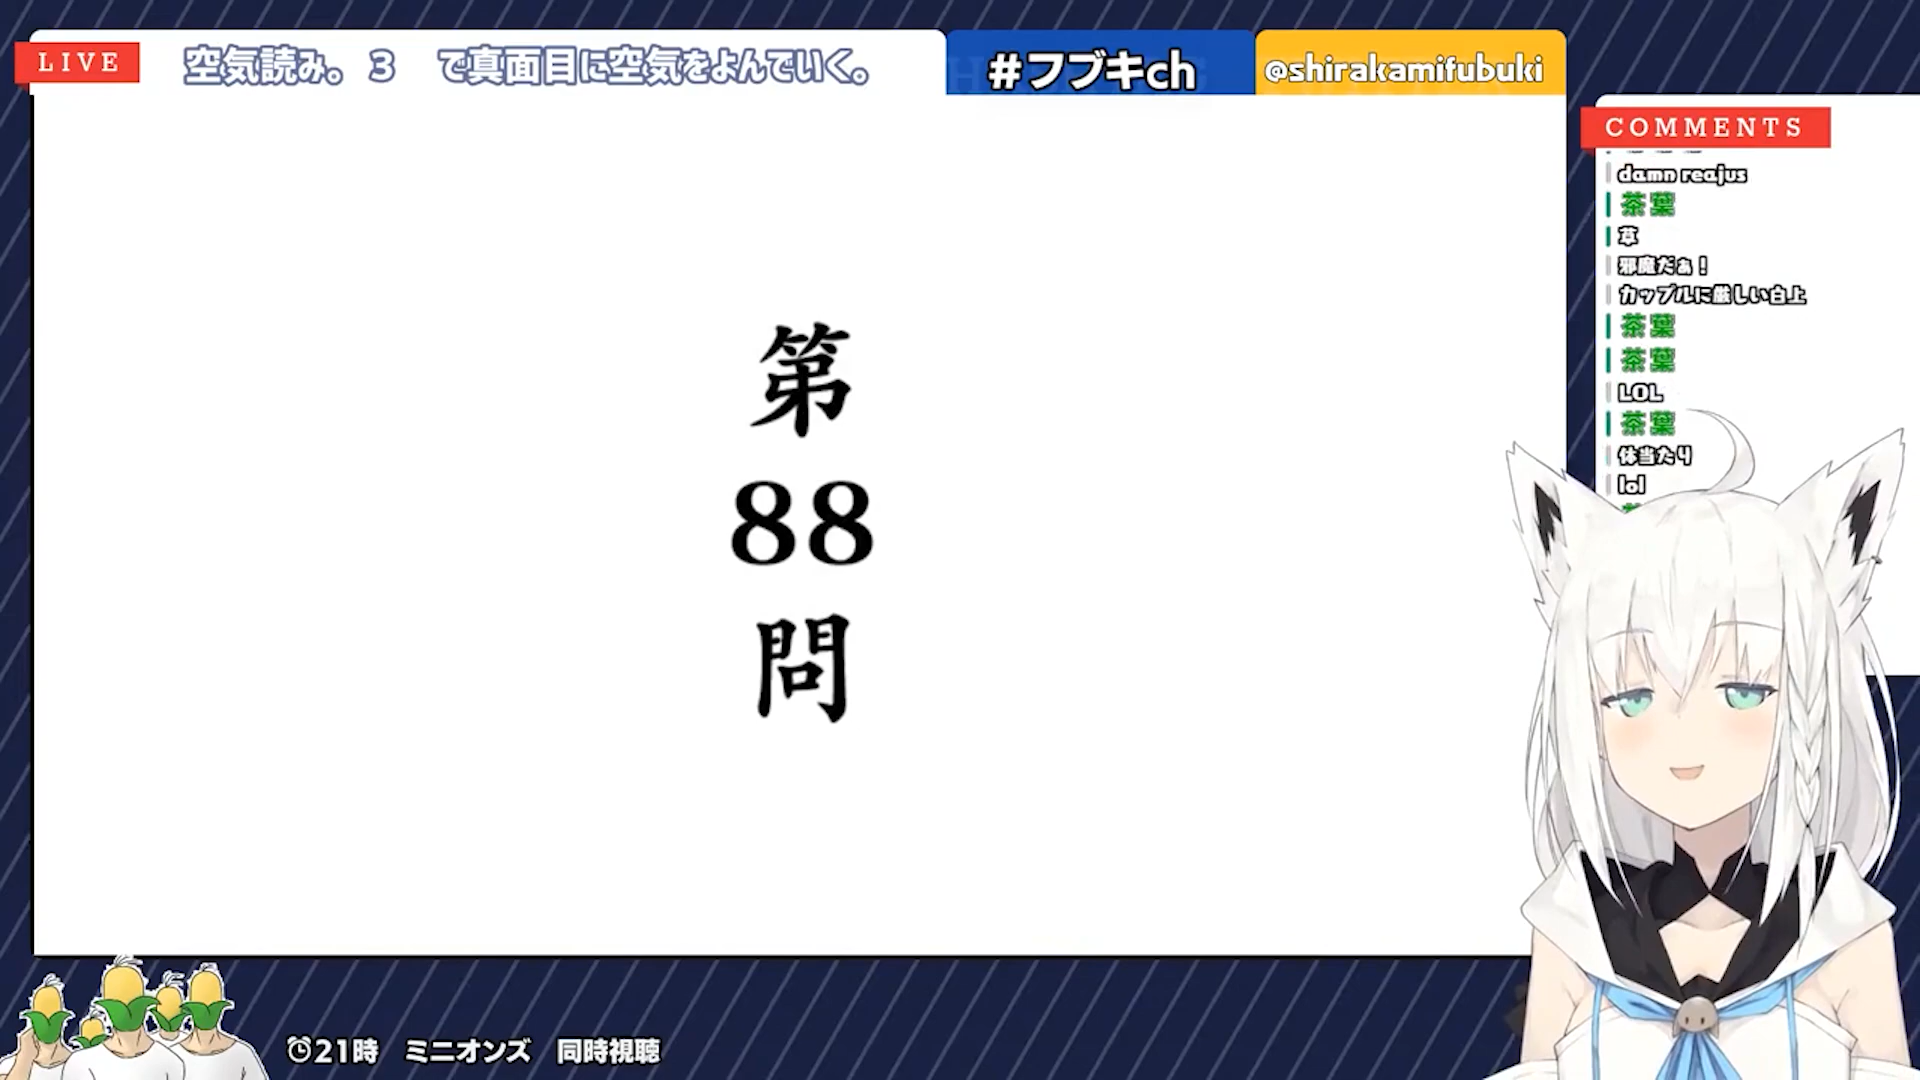 LIVE
空気読み。３　で真面目に空気をよんでいく。
#フブキch
@shirakamifubuki
COMMENTS
damn reajus
茶葉
草
邪魔だぁ！
カップルに厳しい白上
茶葉
茶葉
LOL
茶葉
体当たり
lol
第
88
問
21時　ミニオンズ　同時視聴